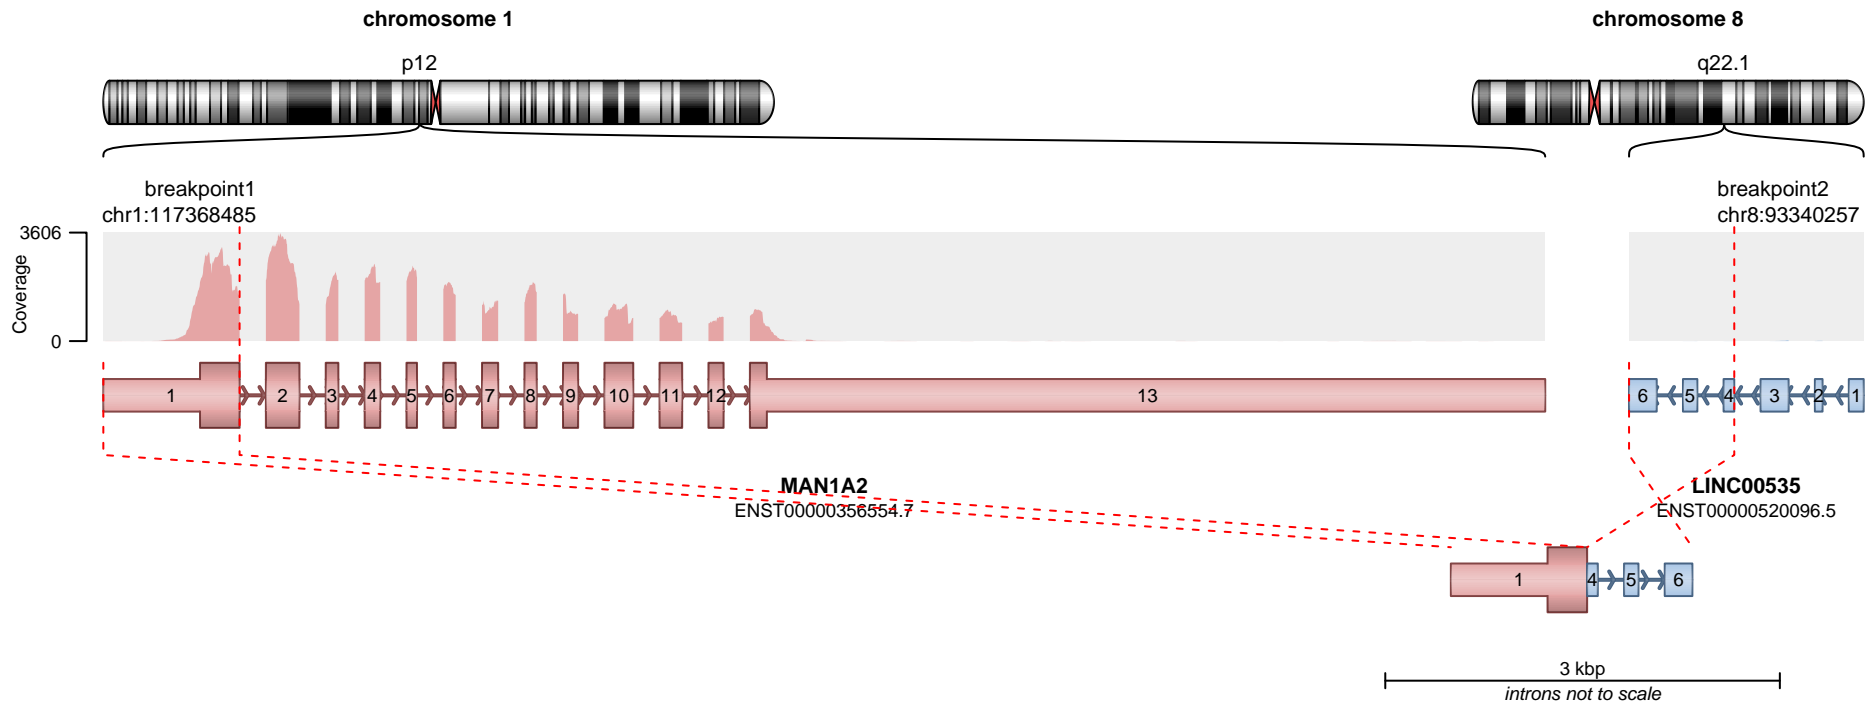 chromosome 1
chromosome 8
p12
q22.1
breakpoint1
chr1:117368485
breakpoint2
chr8:93340257
3606
Coverage
0
1 2 3 4 5 6 7 8 9 10 11 12 13
6 5 4 3 2 1
MAN1A2
ENST00000356554.7
LINC00535
ENST00000520096.5
1 4 5 6
3 kbp
introns not to scale